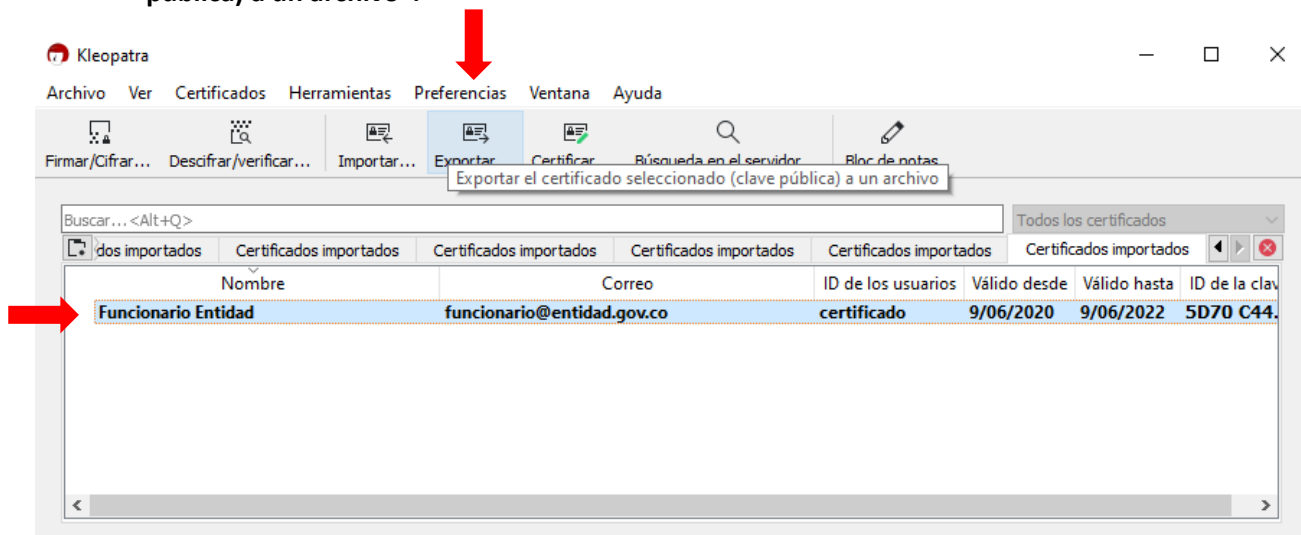 Kleopatra
Archivo Ver Certificados Herramientas Preferencias Ventana Ayuda
Firmar/Cifrar... Descifrar/verificar... Importar... Exportar Certificar Búsqueda en el servidor Bloc de notas
Exportar el certificado seleccionado (clave pública) a un archivo
Buscar...<Alt+Q> Todos los certificados
dos importados Certificados importados Certificados importados Certificados importados Certificados importados Certificados importados
Nombre Correo ID de los usuarios Válido desde Válido hasta ID de la clav
Funcionario Entidad funcionario@entidad.gov.co certificado 9/06/2020 9/06/2022 5D70 C44.